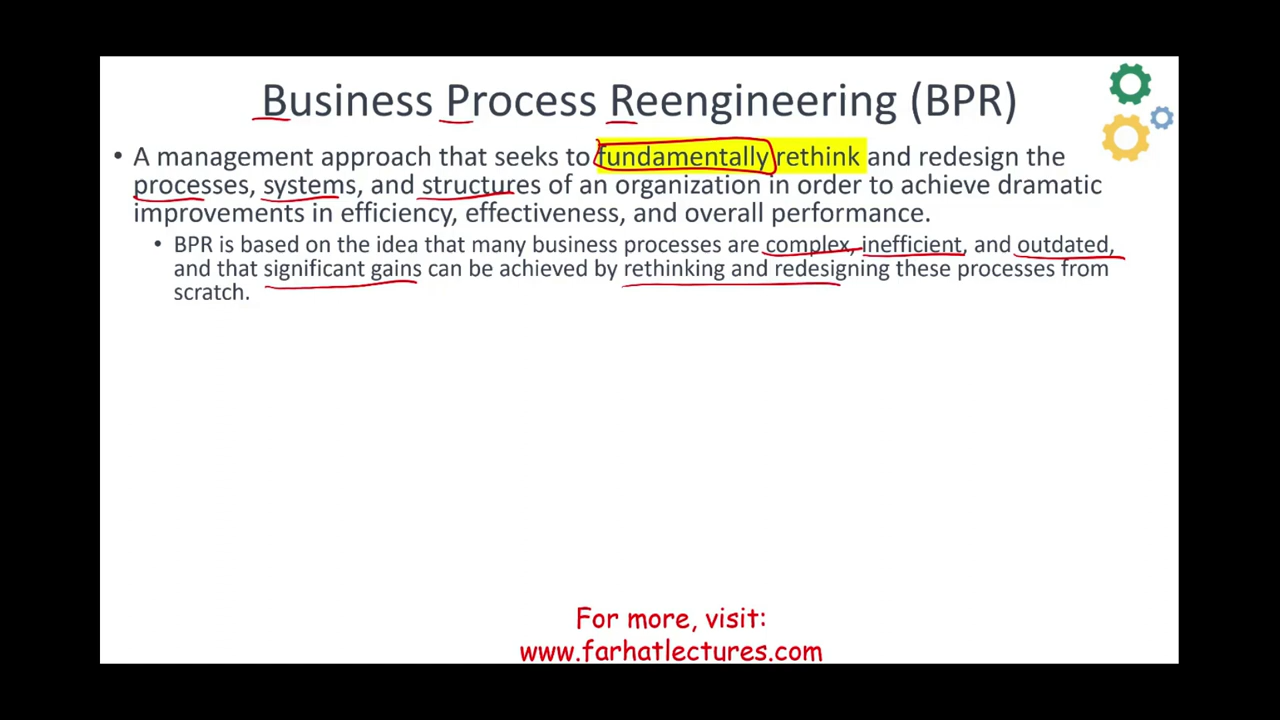 Business Process Reengineering (BPR)
• A management approach that seeks to fundamentally rethink and redesign the
processes, systems, and structures of an organization in order to achieve dramatic
improvements in efficiency, effectiveness, and overall performance.
• BPR is based on the idea that many business processes are complex, inefficient, and outdated,
and that significant gains can be achieved by rethinking and redesigning these processes from
scratch.
For more, visit:
www.farhatlectures.com